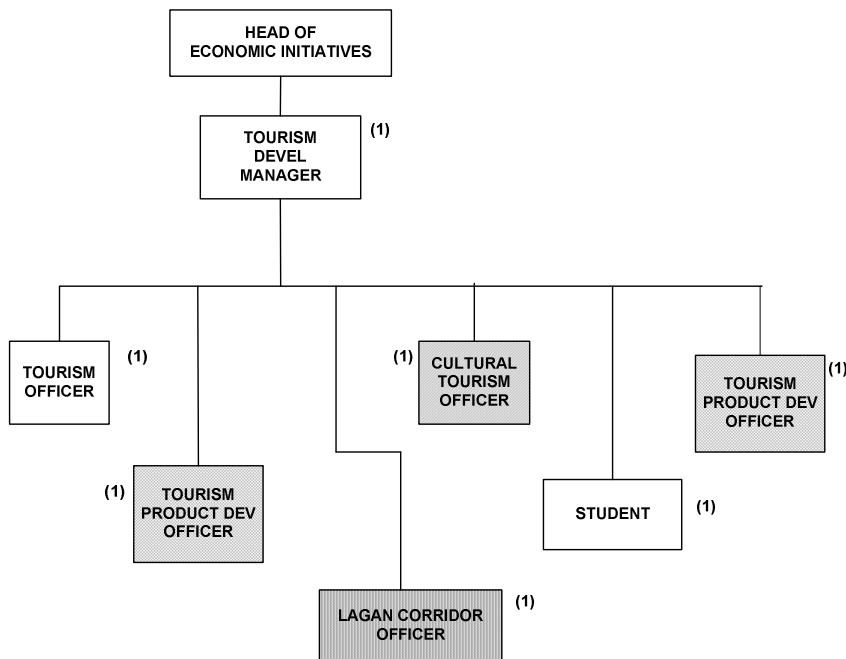 HEAD OF
ECONOMIC INITIATIVES
TOURISM
DEVEL
MANAGER
(1)
TOURISM
OFFICER
(1)
TOURISM
PRODUCT DEV
OFFICER
(1)
LAGAN CORRIDOR
OFFICER
(1)
CULTURAL
TOURISM
OFFICER
(1)
STUDENT
(1)
TOURISM
PRODUCT DEV
OFFICER
(1)